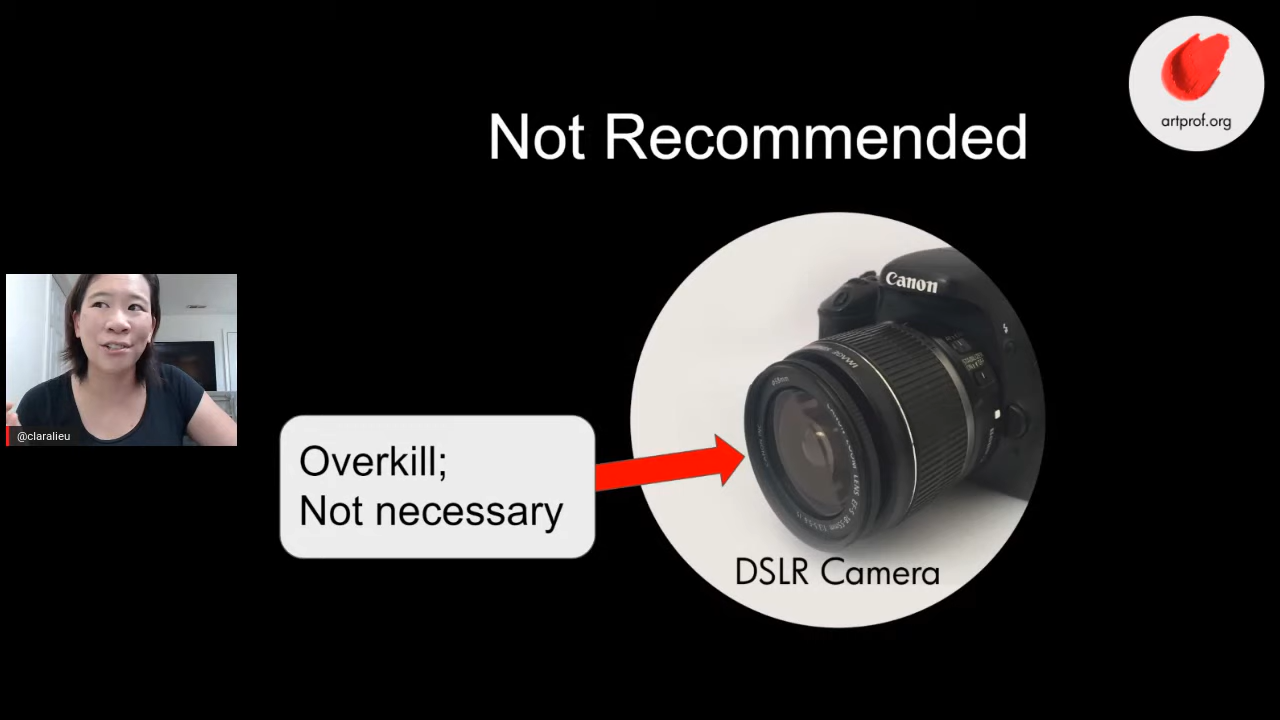 artprof.org
Not Recommended
Canon
@claralieu
Overkill;
Not necessary
DSLR Camera